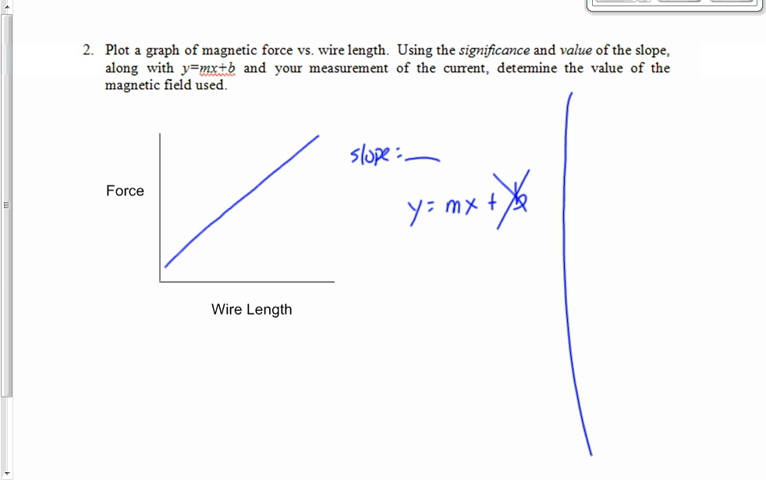 2. Plot a graph of magnetic force vs. wire length. Using the significance and value of the slope,
along with y=mx+b and your measurement of the current, determine the value of the
magnetic field used.
slope = __
Force
y = mx + b
Wire Length